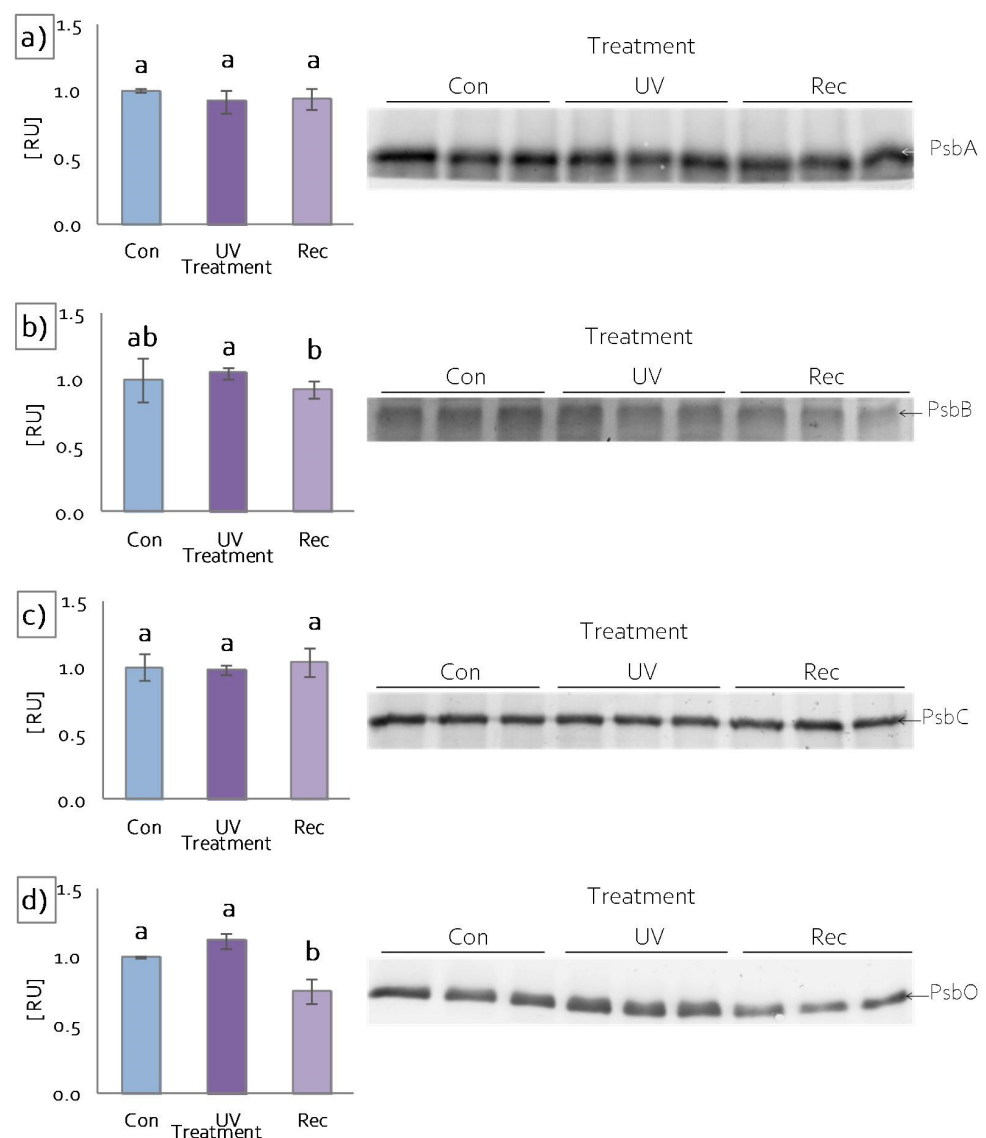 a)
1.5
1.0
0.5
0.0
[RU]
a a a
Con UV Rec
Treatment
Treatment
Con UV Rec
PsbA
b)
1.5
1.0
0.5
0.0
[RU]
ab a b
Con UV Rec
Treatment
Treatment
Con UV Rec
PsbB
c)
1.5
1.0
0.5
0.0
[RU]
a a a
Con UV Rec
Treatment
Treatment
Con UV Rec
PsbC
d)
1.5
1.0
0.5
0.0
[RU]
a a b
Con UV Rec
Treatment
Treatment
Con UV Rec
PsbO